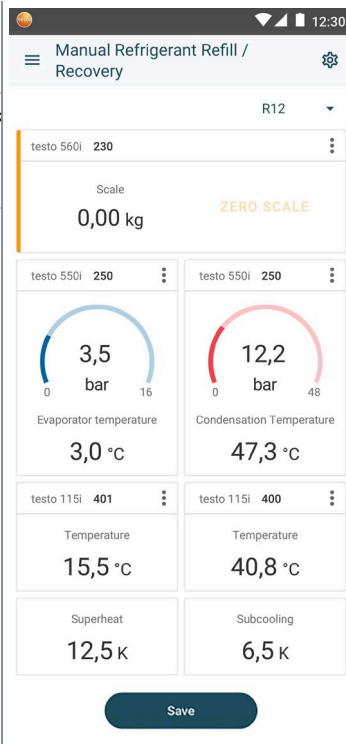 12:30
Manual Refrigerant Refill /
Recovery
R12
testo 560i 230
Scale
0,00 kg
ZERO SCALE
testo 550i 250
3,5
bar
0 16
Evaporator temperature
3,0 °C
testo 550i 250
12,2
bar
0 48
Condensation Temperature
47,3 °C
testo 115i 401
Temperature
15,5 °C
testo 115i 400
Temperature
40,8 °C
Superheat
12,5 K
Subcooling
6,5 K
Save